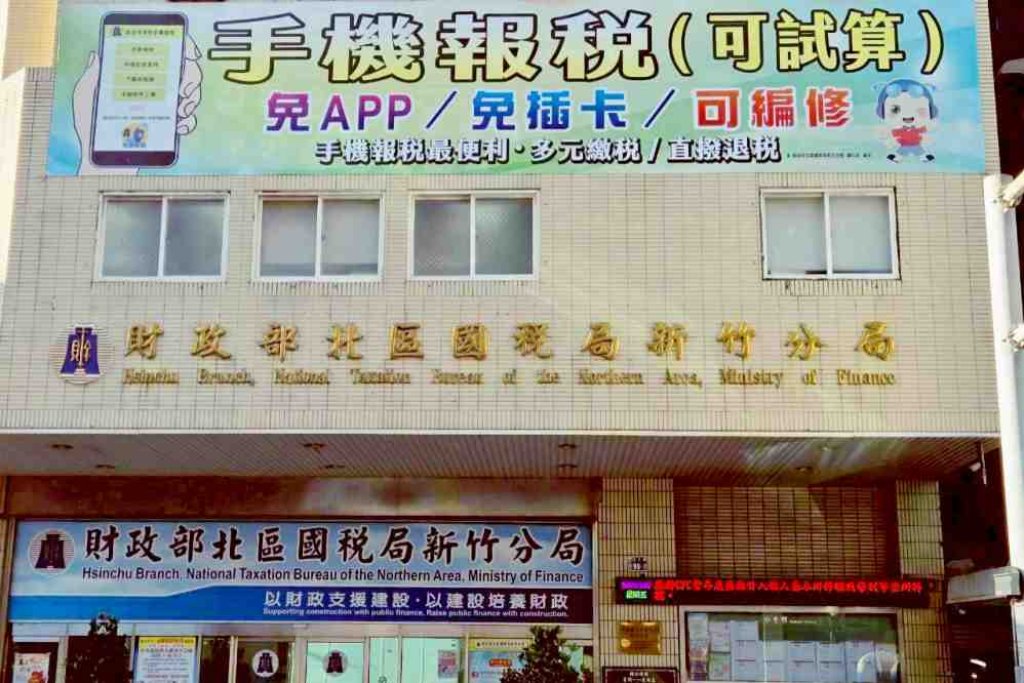 手機報稅(可試算)
免APP/免插卡/可編修
手機報稅最便利·多元繳稅/直撥退稅
財政部北區國稅局新竹分局
Hsinchu Branch, National Taxation Bureau of the Northern Area, Ministry of Finance
財政部北區國稅局新竹分局
Hsinchu Branch, National Taxation Bureau of the Northern Area, Ministry of Finance
以財政支援建設·以建設培養財政
Supporting construction with public finance, Raise public finance with construction.